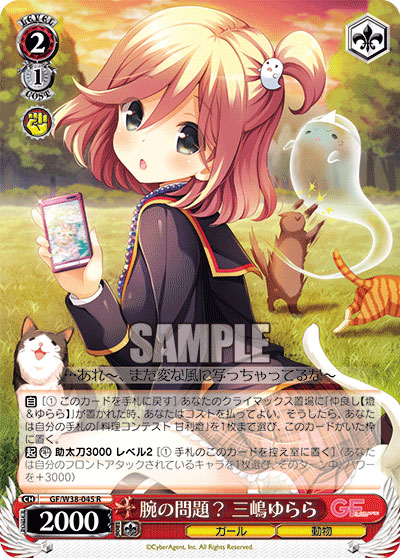 LEVEL
2
1
COST
SAMPLE
…あれ〜、また変な風に写っちゃってるな〜
【自】［① このカードを手札に戻す］ あなたのクライマックス置場に「仲良し【燈
＆ゆらら】」が置かれた時、あなたはコストを払ってよい。そうしたら、あなた
は自分の手札の「料理コンテスト 甘利燈」を1枚まで選び、このカードがいた枠
に置く。
【起】助太刀3000 レベル2］ ［① 手札のこのカードを控室に置く］
（あなたは自分のフロントアタックされているキャラを1枚選び、そのターン中、パワー
を＋3000）
CH GF/W38-045 R
2000
腕の問題？ 三嶋ゆらら
GF
ガール 動物
©CyberAgent, Inc. All Rights Reserved.